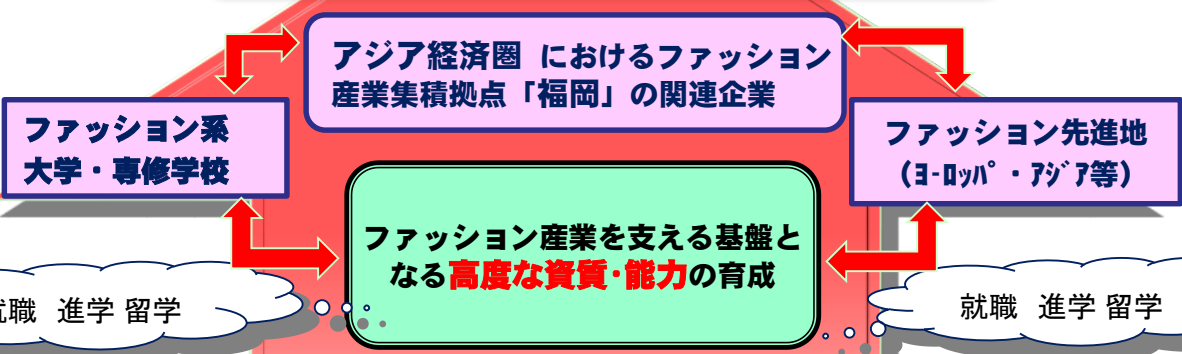 アジア経済圏 におけるファッション
産業集積拠点「福岡」の関連企業
ファッション系
大学・専修学校
ファッション先進地
（ﾖｰﾛｯﾊﾟ・ｱｼﾞｱ等）
ファッション産業を支える基盤と
なる高度な資質・能力の育成
職 進学 留学
就職 進学 留学